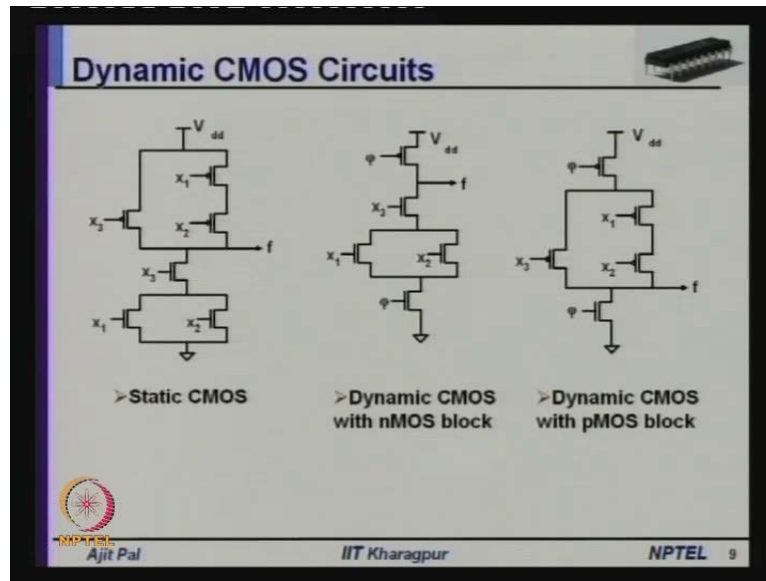 Dynamic CMOS Circuits
V dd
x1
x2
x3
f
x3
x1
x2
V dd
φ
f
x3
x1
x2
φ
V dd
φ
x1
x3
x2
f
φ
➢Static CMOS
➢Dynamic CMOS with nMOS block
➢Dynamic CMOS with pMOS block
NPTEL
Ajit Pal
IIT Kharagpur
NPTEL 9